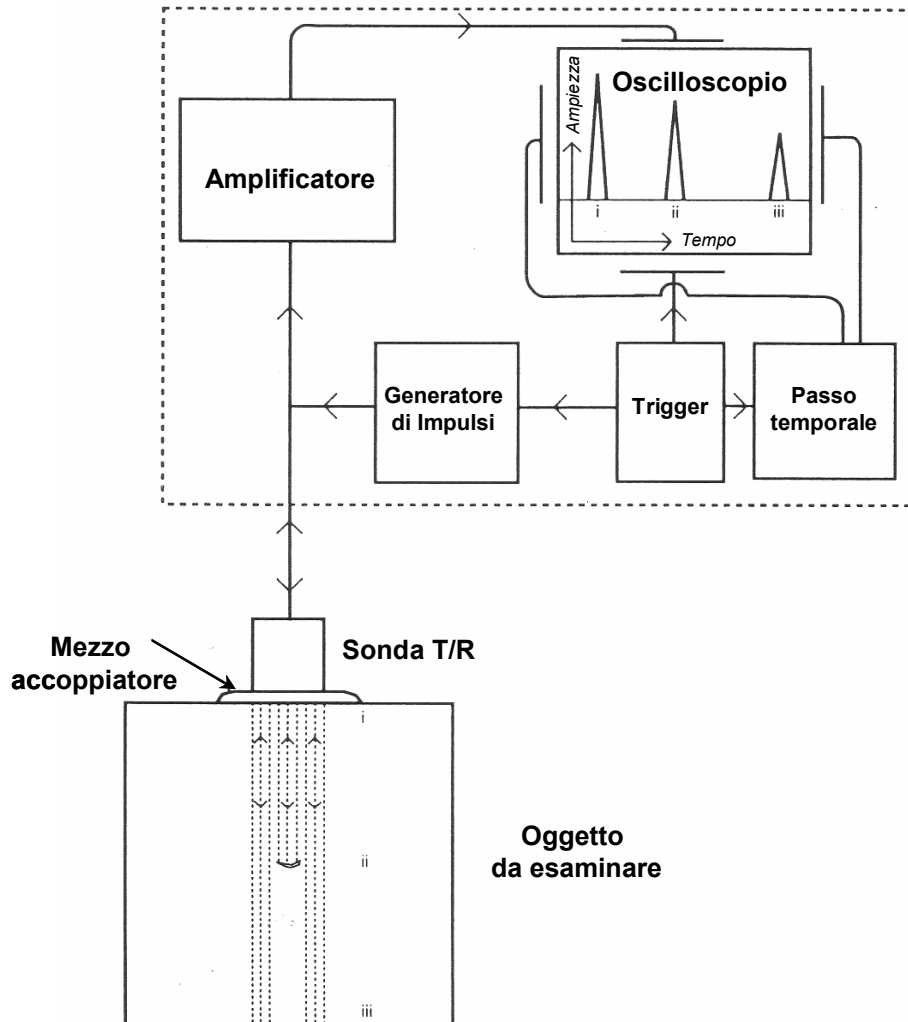 Oscilloscopio
Ampiezza
i
ii
iii
Tempo
Amplificatore
Generatore
di Impulsi
Trigger
Passo
temporale
Mezzo
accoppiatore
Sonda T/R
i
ii
iii
Oggetto
da esaminare